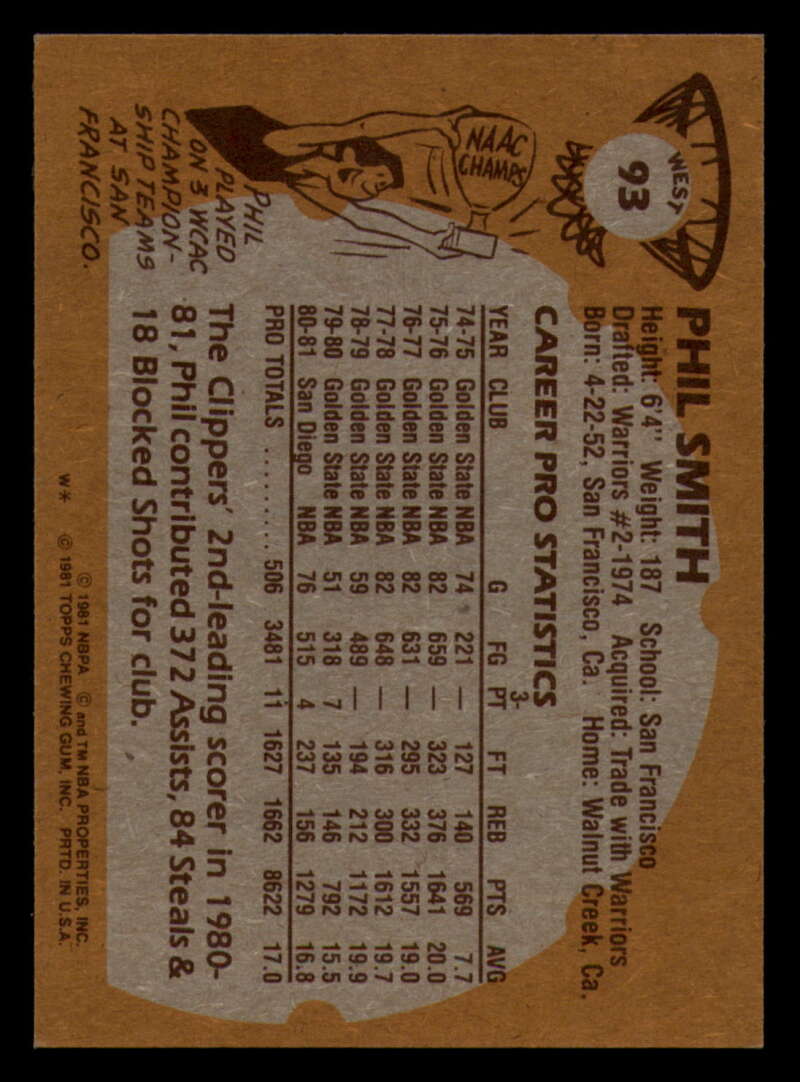 WEST
93
PHIL SMITH
Height: 6'4" Weight: 187 School: San Francisco
Drafted: Warriors #2-1974 Acquired: Trade with Warriors
Born: 4-22-52, San Francisco, Ca. Home: Walnut Creek, Ca.
CAREER PRO STATISTICS
YEAR CLUB G FG 3-PT FT REB PTS AVG
74-75 Golden State NBA 74 221 — 127 140 569 7.7
75-76 Golden State NBA 82 659 — 323 376 1641 20.0
76-77 Golden State NBA 82 631 — 295 332 1557 19.0
77-78 Golden State NBA 82 648 — 316 300 1612 19.7
78-79 Golden State NBA 59 489 — 194 212 1172 19.9
79-80 Golden State NBA 51 318 7 135 146 792 15.5
80-81 San Diego NBA 76 515 4 237 156 1279 16.8
PRO TOTALS .......... 506 3481 11 1627 1662 8622 17.0
NAAC
CHAMPS
PHIL
PLAYED
ON 3 WCAC
CHAMPION-
SHIP TEAMS
AT SAN
FRANCISCO.
The Clippers' 2nd-leading scorer in 1980-
81, Phil contributed 372 Assists, 84 Steals &
18 Blocked Shots for club.
© 1981 NBPA © and TM NBA PROPERTIES, INC.
W* © 1981 TOPPS CHEWING GUM, INC. PRTD. IN U.S.A.